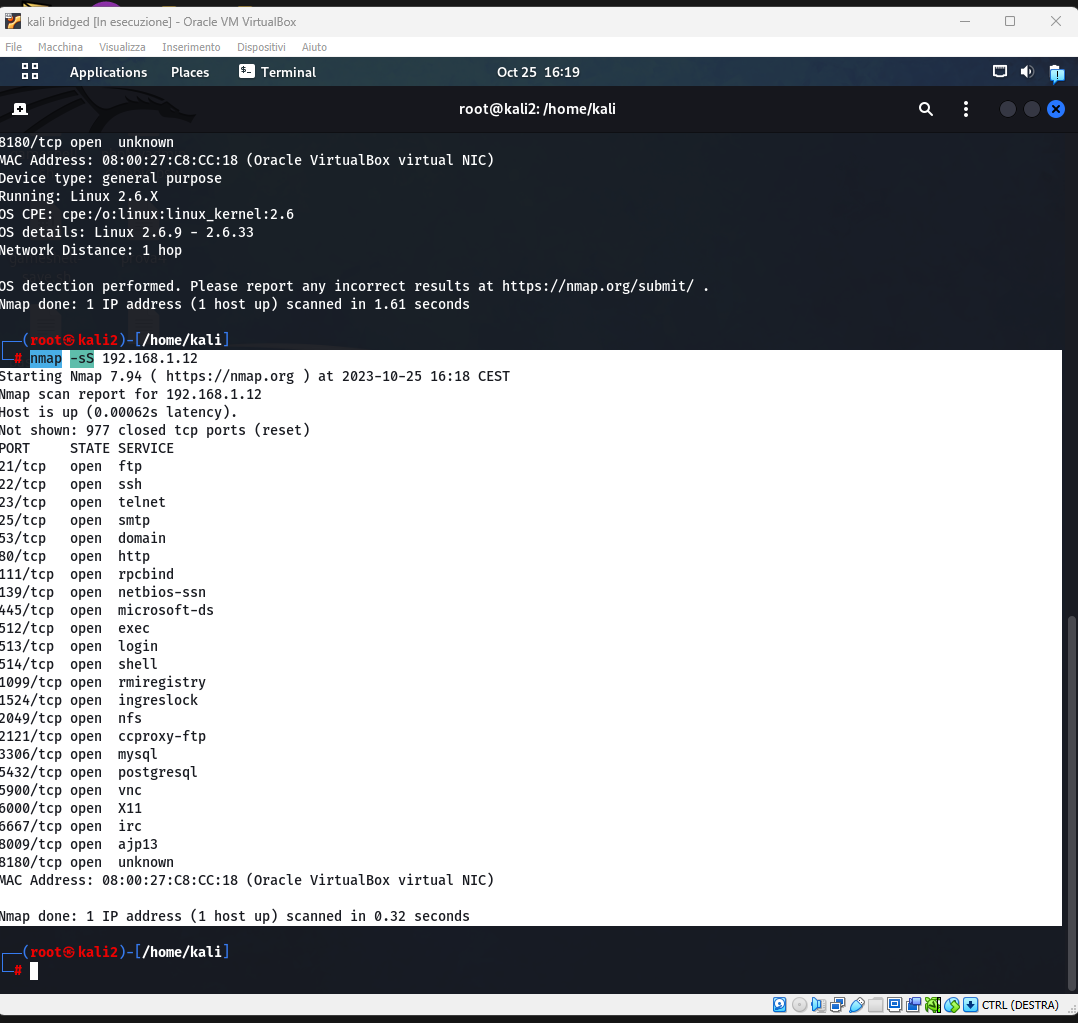 kali bridged [In esecuzione] - Oracle VM VirtualBox
File Macchina Visualizza Inserimento Dispositivi Aiuto
Applications Places Terminal Oct 25 16:19
root@kali2: /home/kali
8180/tcp open  unknown
MAC Address: 08:00:27:C8:CC:18 (Oracle VirtualBox virtual NIC)
Device type: general purpose
Running: Linux 2.6.X
OS CPE: cpe:/o:linux:linux_kernel:2.6
OS details: Linux 2.6.9 - 2.6.33
Network Distance: 1 hop
OS detection performed. Please report any incorrect results at https://nmap.org/submit/ .
Nmap done: 1 IP address (1 host up) scanned in 1.61 seconds
┌──(root㉿kali2)-[/home/kali]
└─# nmap -sS 192.168.1.12
Starting Nmap 7.94 ( https://nmap.org ) at 2023-10-25 16:18 CEST
Nmap scan report for 192.168.1.12
Host is up (0.00062s latency).
Not shown: 977 closed tcp ports (reset)
PORT     STATE SERVICE
21/tcp   open  ftp
22/tcp   open  ssh
23/tcp   open  telnet
25/tcp   open  smtp
53/tcp   open  domain
80/tcp   open  http
111/tcp  open  rpcbind
139/tcp  open  netbios-ssn
445/tcp  open  microsoft-ds
512/tcp  open  exec
513/tcp  open  login
514/tcp  open  shell
1099/tcp open  rmiregistry
1524/tcp open  ingreslock
2049/tcp open  nfs
2121/tcp open  ccproxy-ftp
3306/tcp open  mysql
5432/tcp open  postgresql
5900/tcp open  vnc
6000/tcp open  X11
6667/tcp open  irc
8009/tcp open  ajp13
8180/tcp open  unknown
MAC Address: 08:00:27:C8:CC:18 (Oracle VirtualBox virtual NIC)
Nmap done: 1 IP address (1 host up) scanned in 0.32 seconds
┌──(root㉿kali2)-[/home/kali]
└─#
CTRL (DESTRA)